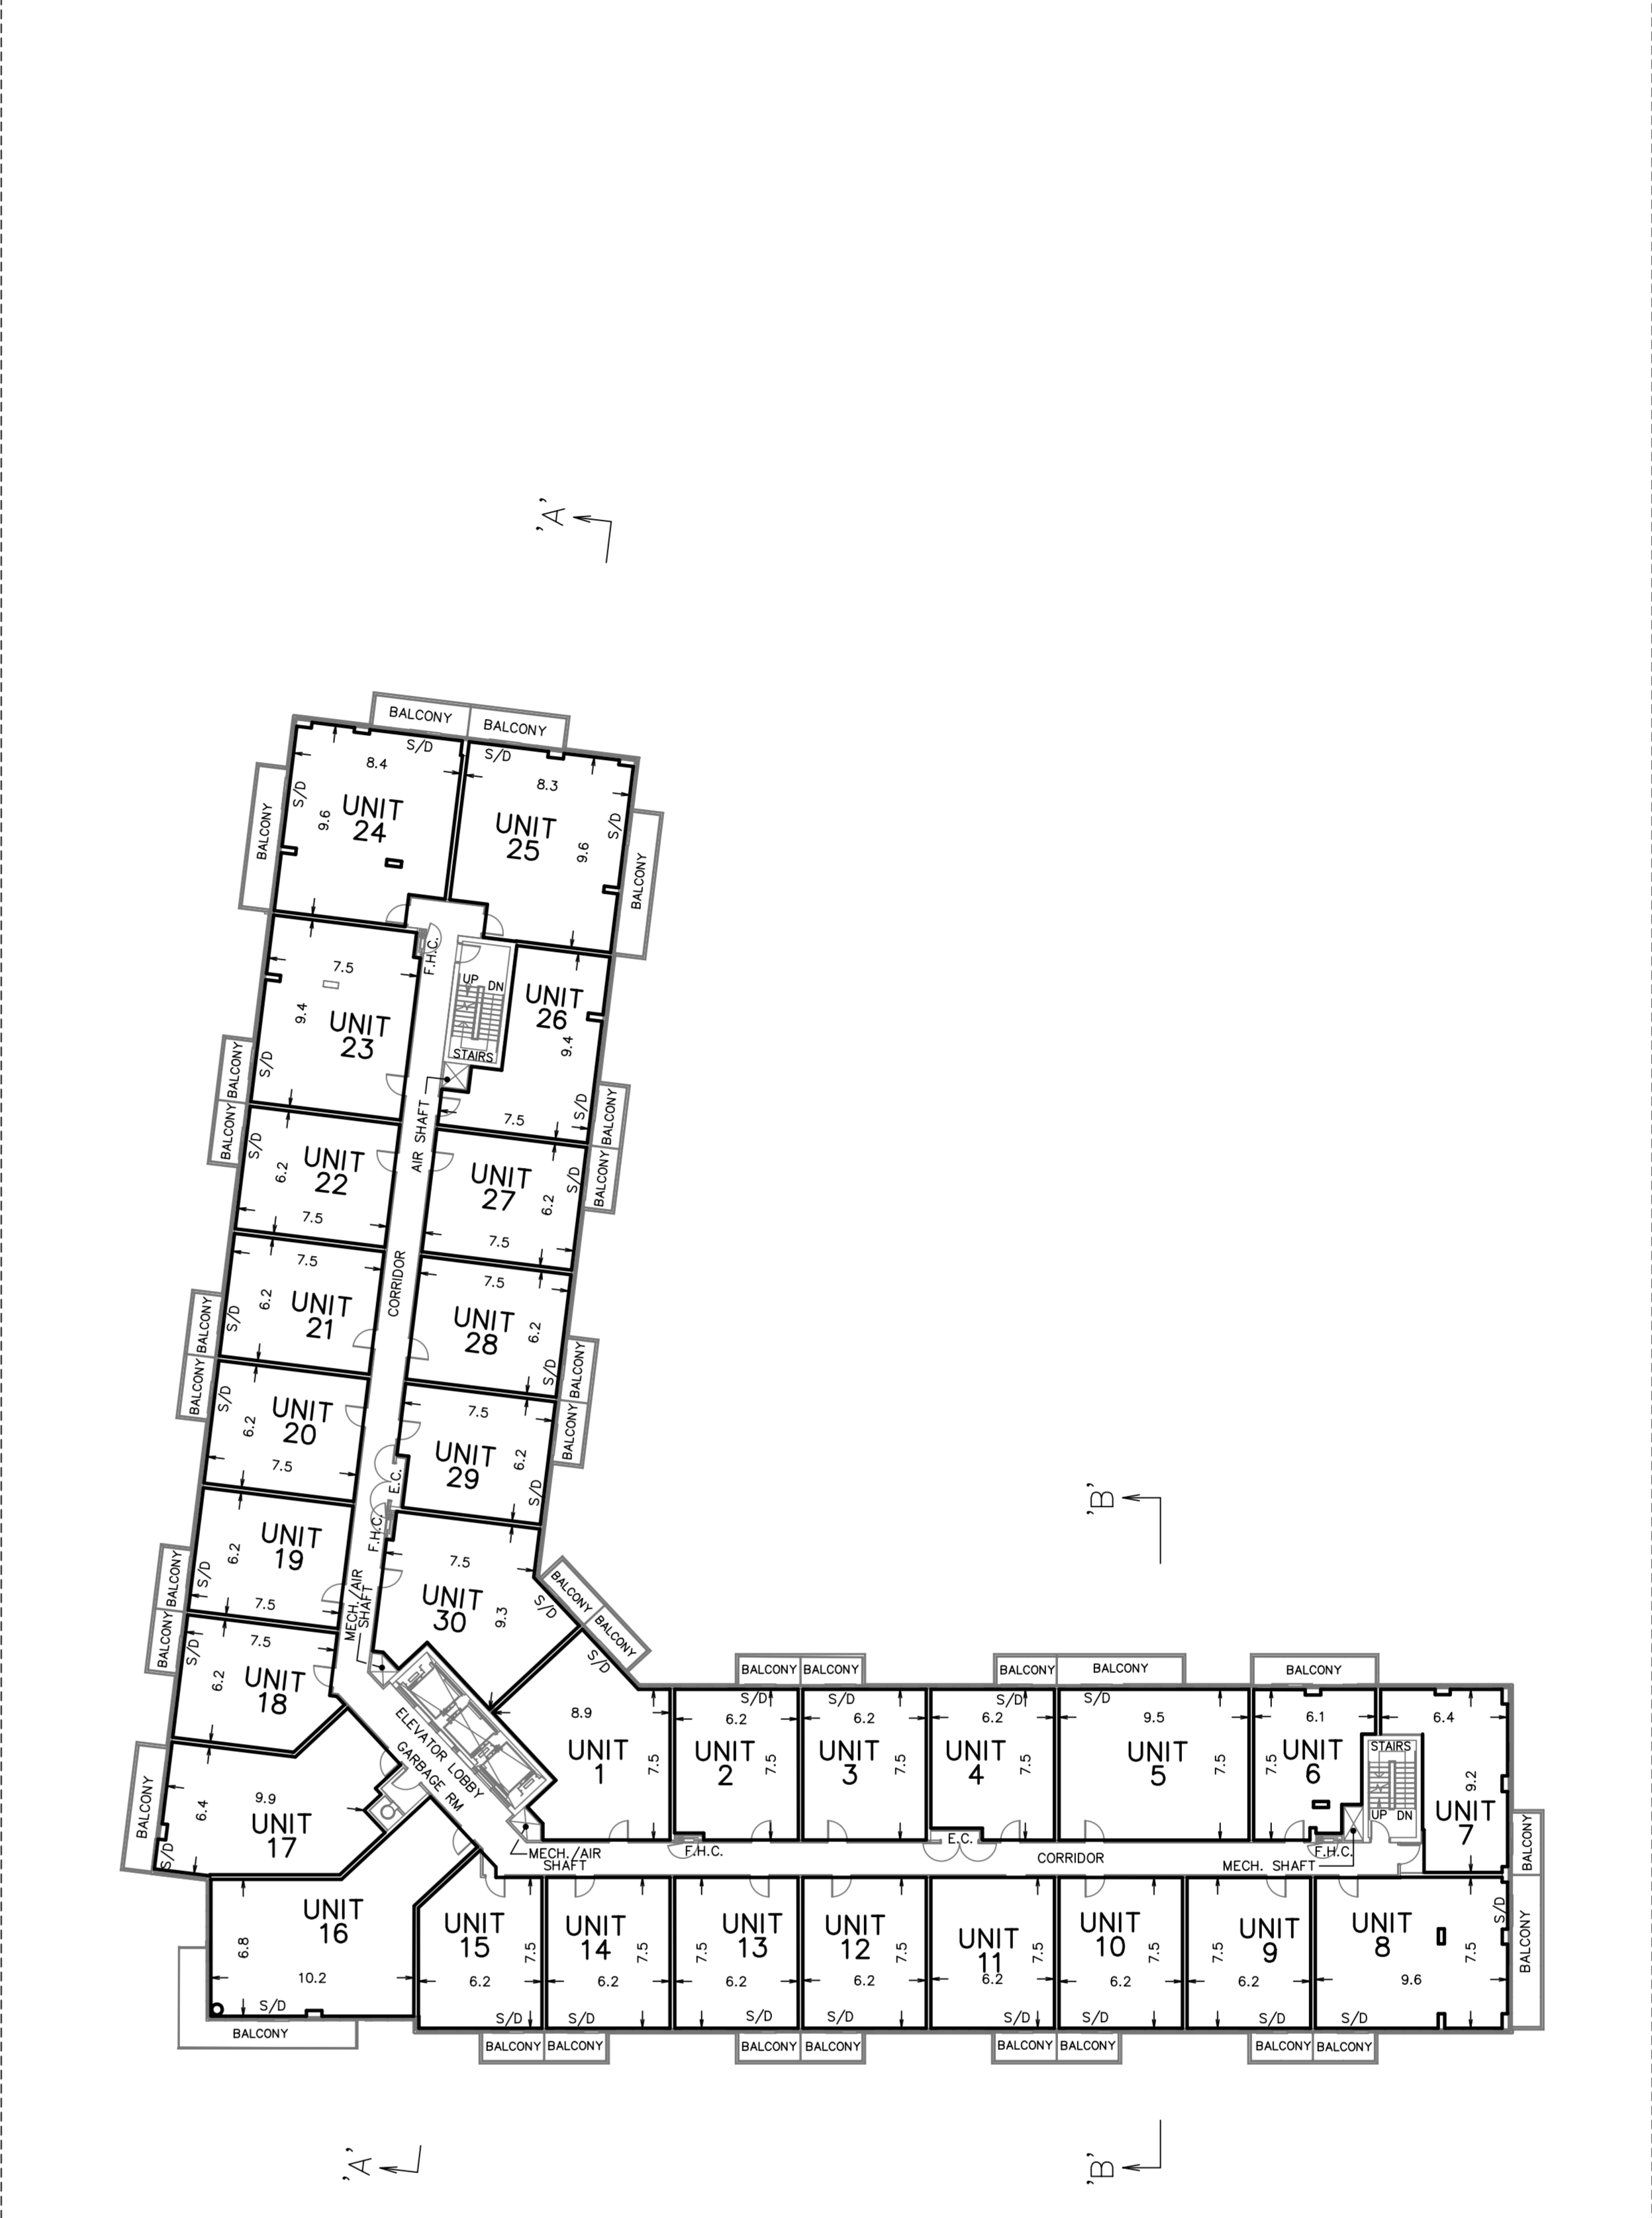 'A'
BALCONY
BALCONY
S/D
S/D
8.4
8.3
S/D
S/D
BALCONY
BALCONY
UNIT
24
9.6
UNIT
25
9.6
F.H.C.
7.5
9.4
UNIT
23
S/D
UP
DN
STAIRS
UNIT
26
9.4
7.5
S/D
BALCONY
BALCONY
BALCONY
BALCONY
AIR SHAFT
S/D
UNIT
22
6.2
7.5
UNIT
27
6.2
7.5
S/D
CORRIDOR
7.5
6.2
UNIT
21
S/D
BALCONY
BALCONY
7.5
UNIT
28
6.2
S/D
BALCONY
BALCONY
S/D
UNIT
20
6.2
7.5
7.5
UNIT
29
6.2
S/D
E.C.
F.H.C.
UNIT
19
6.2
7.5
S/D
BALCONY
BALCONY
MECH./AIR
SHAFT
7.5
UNIT
30
9.3
S/D
BALCONY
BALCONY
S/D
7.5
6.2
UNIT
18
S/D
ELEVATOR LOBBY
GARBAGE RM
BALCONY
9.9
6.4
UNIT
17
S/D
'B'
8.9
UNIT
1
7.5
MECH./AIR
SHAFT
BALCONY
BALCONY
S/D
6.2
UNIT
2
7.5
F.H.C.
S/D
6.2
UNIT
3
7.5
BALCONY
BALCONY
S/D
6.2
UNIT
4
7.5
E.C.
S/D
9.5
UNIT
5
7.5
CORRIDOR
BALCONY
6.1
UNIT
6
7.5
F.H.C.
MECH. SHAFT
STAIRS
UP
DN
6.4
9.2
UNIT
7
BALCONY
BALCONY
UNIT
16
6.8
10.2
S/D
BALCONY
UNIT
15
7.5
6.2
S/D
UNIT
14
7.5
6.2
S/D
UNIT
13
7.5
6.2
S/D
UNIT
12
7.5
6.2
S/D
UNIT
11
7.5
6.2
S/D
UNIT
10
7.5
6.2
S/D
UNIT
9
7.5
6.2
S/D
UNIT
8
7.5
9.6
S/D
S/D
BALCONY
BALCONY
BALCONY
BALCONY
BALCONY
BALCONY
BALCONY
BALCONY
'A'
'B'